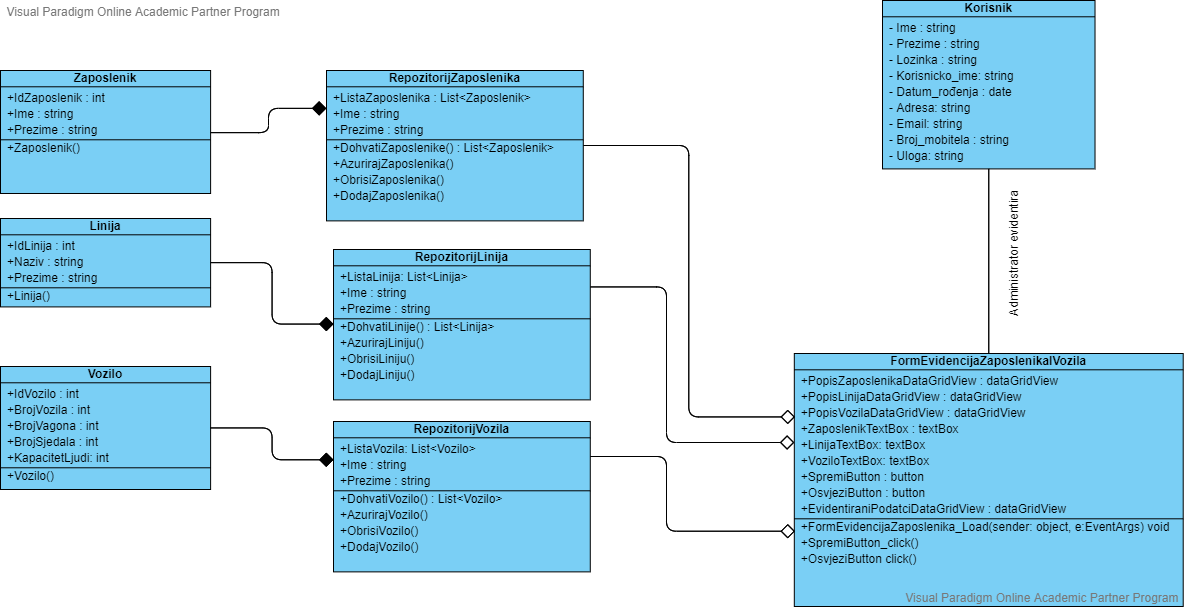 Visual Paradigm Online Academic Partner Program
Zaposlenik
+IdZaposlenik : int
+Ime : string
+Prezime : string
+Zaposlenik()
RepozitorijZaposlenika
+ListaZaposlenika : List<Zaposlenik>
+Ime : string
+Prezime : string
+DohvatiZaposlenike() : List<Zaposlenik>
+AzurirajZaposlenika()
+ObrisiZaposlenika()
+DodajZaposlenika()
Korisnik
- Ime : string
- Prezime : string
- Lozinka : string
- Korisnicko_ime: string
- Datum_rođenja : date
- Adresa: string
- Email: string
- Broj_mobitela : string
- Uloga: string
Administrator evidentira
Linija
+IdLinija : int
+Naziv : string
+Prezime : string
+Linija()
RepozitorijLinija
+ListaLinija: List<Linija>
+Ime : string
+Prezime : string
+DohvatiLinije() : List<Linija>
+AzurirajLiniju()
+ObrisiLiniju()
+DodajLiniju()
Vozilo
+IdVozilo : int
+BrojVozila : int
+BrojVagona : int
+BrojSjedala : int
+KapacitetLjudi: int
+Vozilo()
RepozitorijVozila
+ListaVozila: List<Vozilo>
+Ime : string
+Prezime : string
+DohvatiVozilo() : List<Vozilo>
+AzurirajVozilo()
+ObrisiVozilo()
+DodajVozilo()
FormEvidencijaZaposlenikaIVozila
+PopisZaposlenikaDataGridView : dataGridView
+PopisLinijaDataGridView : dataGridView
+PopisVozilaDataGridView : dataGridView
+ZaposlenikTextBox : textBox
+LinijaTextBox: textBox
+VoziloTextBox: textBox
+SpremiButton : button
+OsvjeziButton : button
+EvidentiraniPodatciDataGridView : dataGridView
+FormEvidencijaZaposlenika_Load(sender: object, e:EventArgs) void
+SpremiButton_click()
+OsvjeziButton click()
Visual Paradigm Online Academic Partner Program